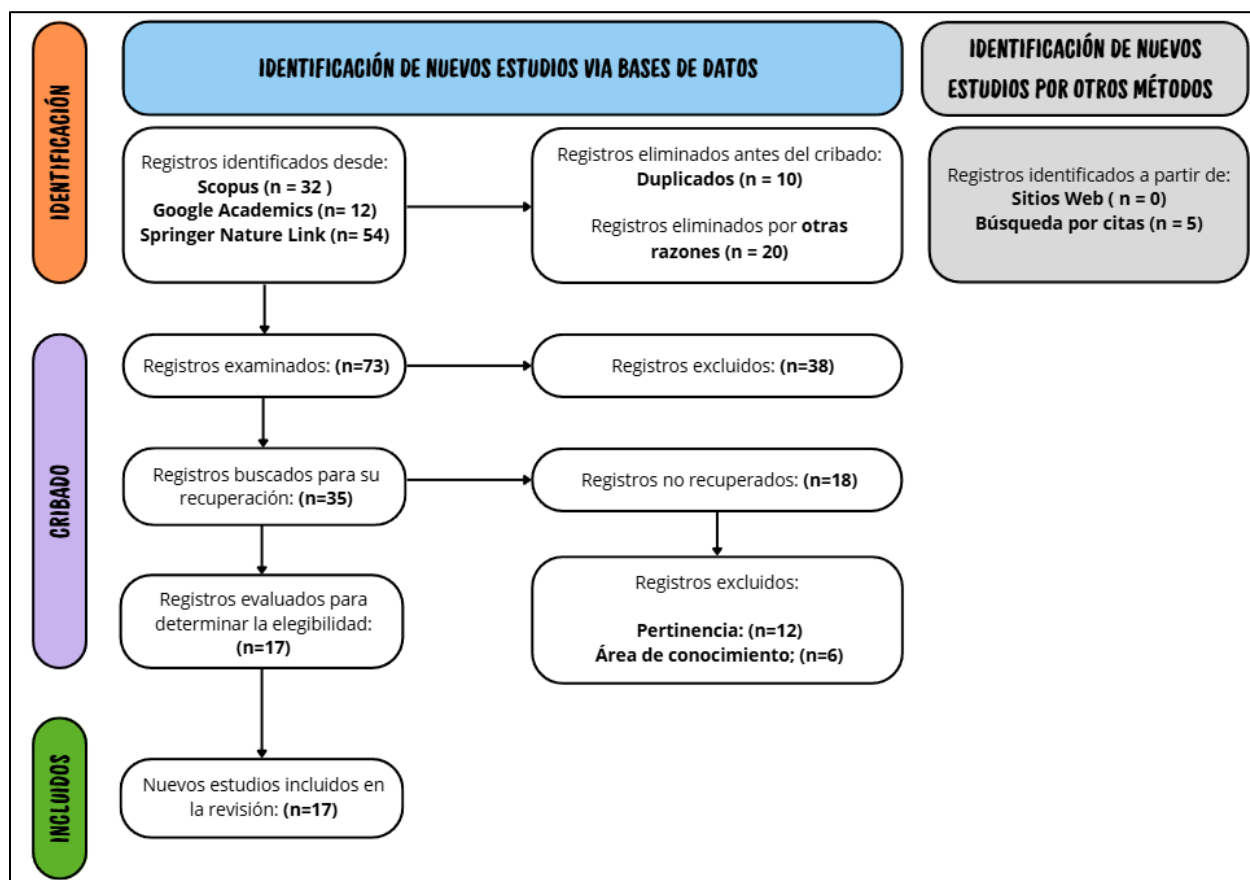 IDENTIFICACIÓN
IDENTIFICACIÓN DE NUEVOS ESTUDIOS VIA BASES DE DATOS
IDENTIFICACIÓN DE NUEVOS
ESTUDIOS POR OTROS MÉTODOS
Registros identificados desde:
Scopus (n = 32 )
Google Academics (n= 12)
Springer Nature Link (n= 54)
Registros eliminados antes del cribado:
Duplicados (n = 10)
Registros eliminados por otras
razones (n = 20)
Registros identificados a partir de:
Sitios Web ( n = 0)
Búsqueda por citas (n = 5)
CRIBADO
Registros examinados: (n=73)
Registros excluidos: (n=38)
Registros buscados para su
recuperación: (n=35)
Registros no recuperados: (n=18)
Registros evaluados para
determinar la elegibilidad:
(n=17)
Registros excluidos:
Pertinencia: (n=12)
Área de conocimiento; (n=6)
INCLUIDOS
Nuevos estudios incluidos en
la revisión: (n=17)